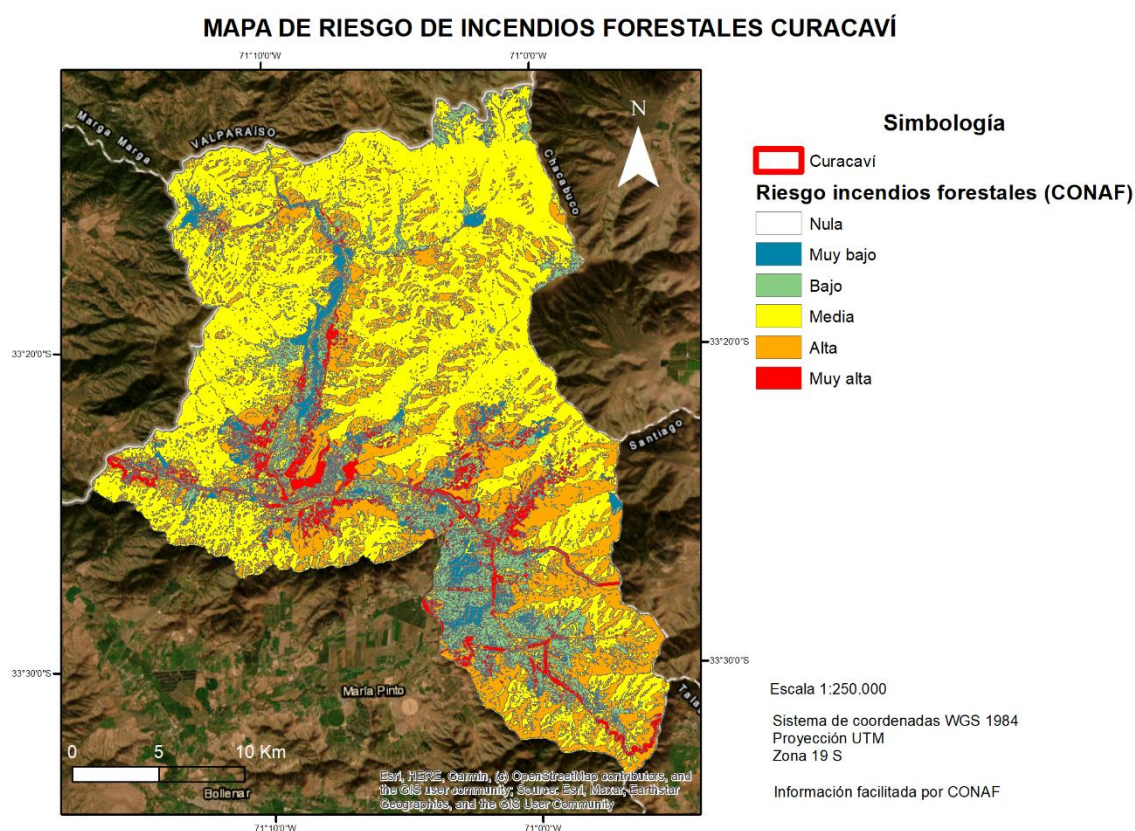 MAPA DE RIESGO DE INCENDIOS FORESTALES CURACAVÍ
71°10'0"W
71°0'0"W
Marga Marga
VALPARAÍSO
Chacabuco
N
33°20'0"S
33°20'0"S
Santiago
33°30'0"S
33°30'0"S
María Pinto
Tala
0 5 10 Km
Bollenar
Esri, HERE, Garmin, (c) OpenStreetMap contributors, and
the GIS user community; Source: Esri, Maxar, Earthstar
Geographics, and the GIS User Community
71°10'0"W
71°0'0"W
Simbología
Curacaví
Riesgo incendios forestales (CONAF)
Nula
Muy bajo
Bajo
Media
Alta
Muy alta
Escala 1:250.000
Sistema de coordenadas WGS 1984
Proyección UTM
Zona 19 S
Información facilitada por CONAF